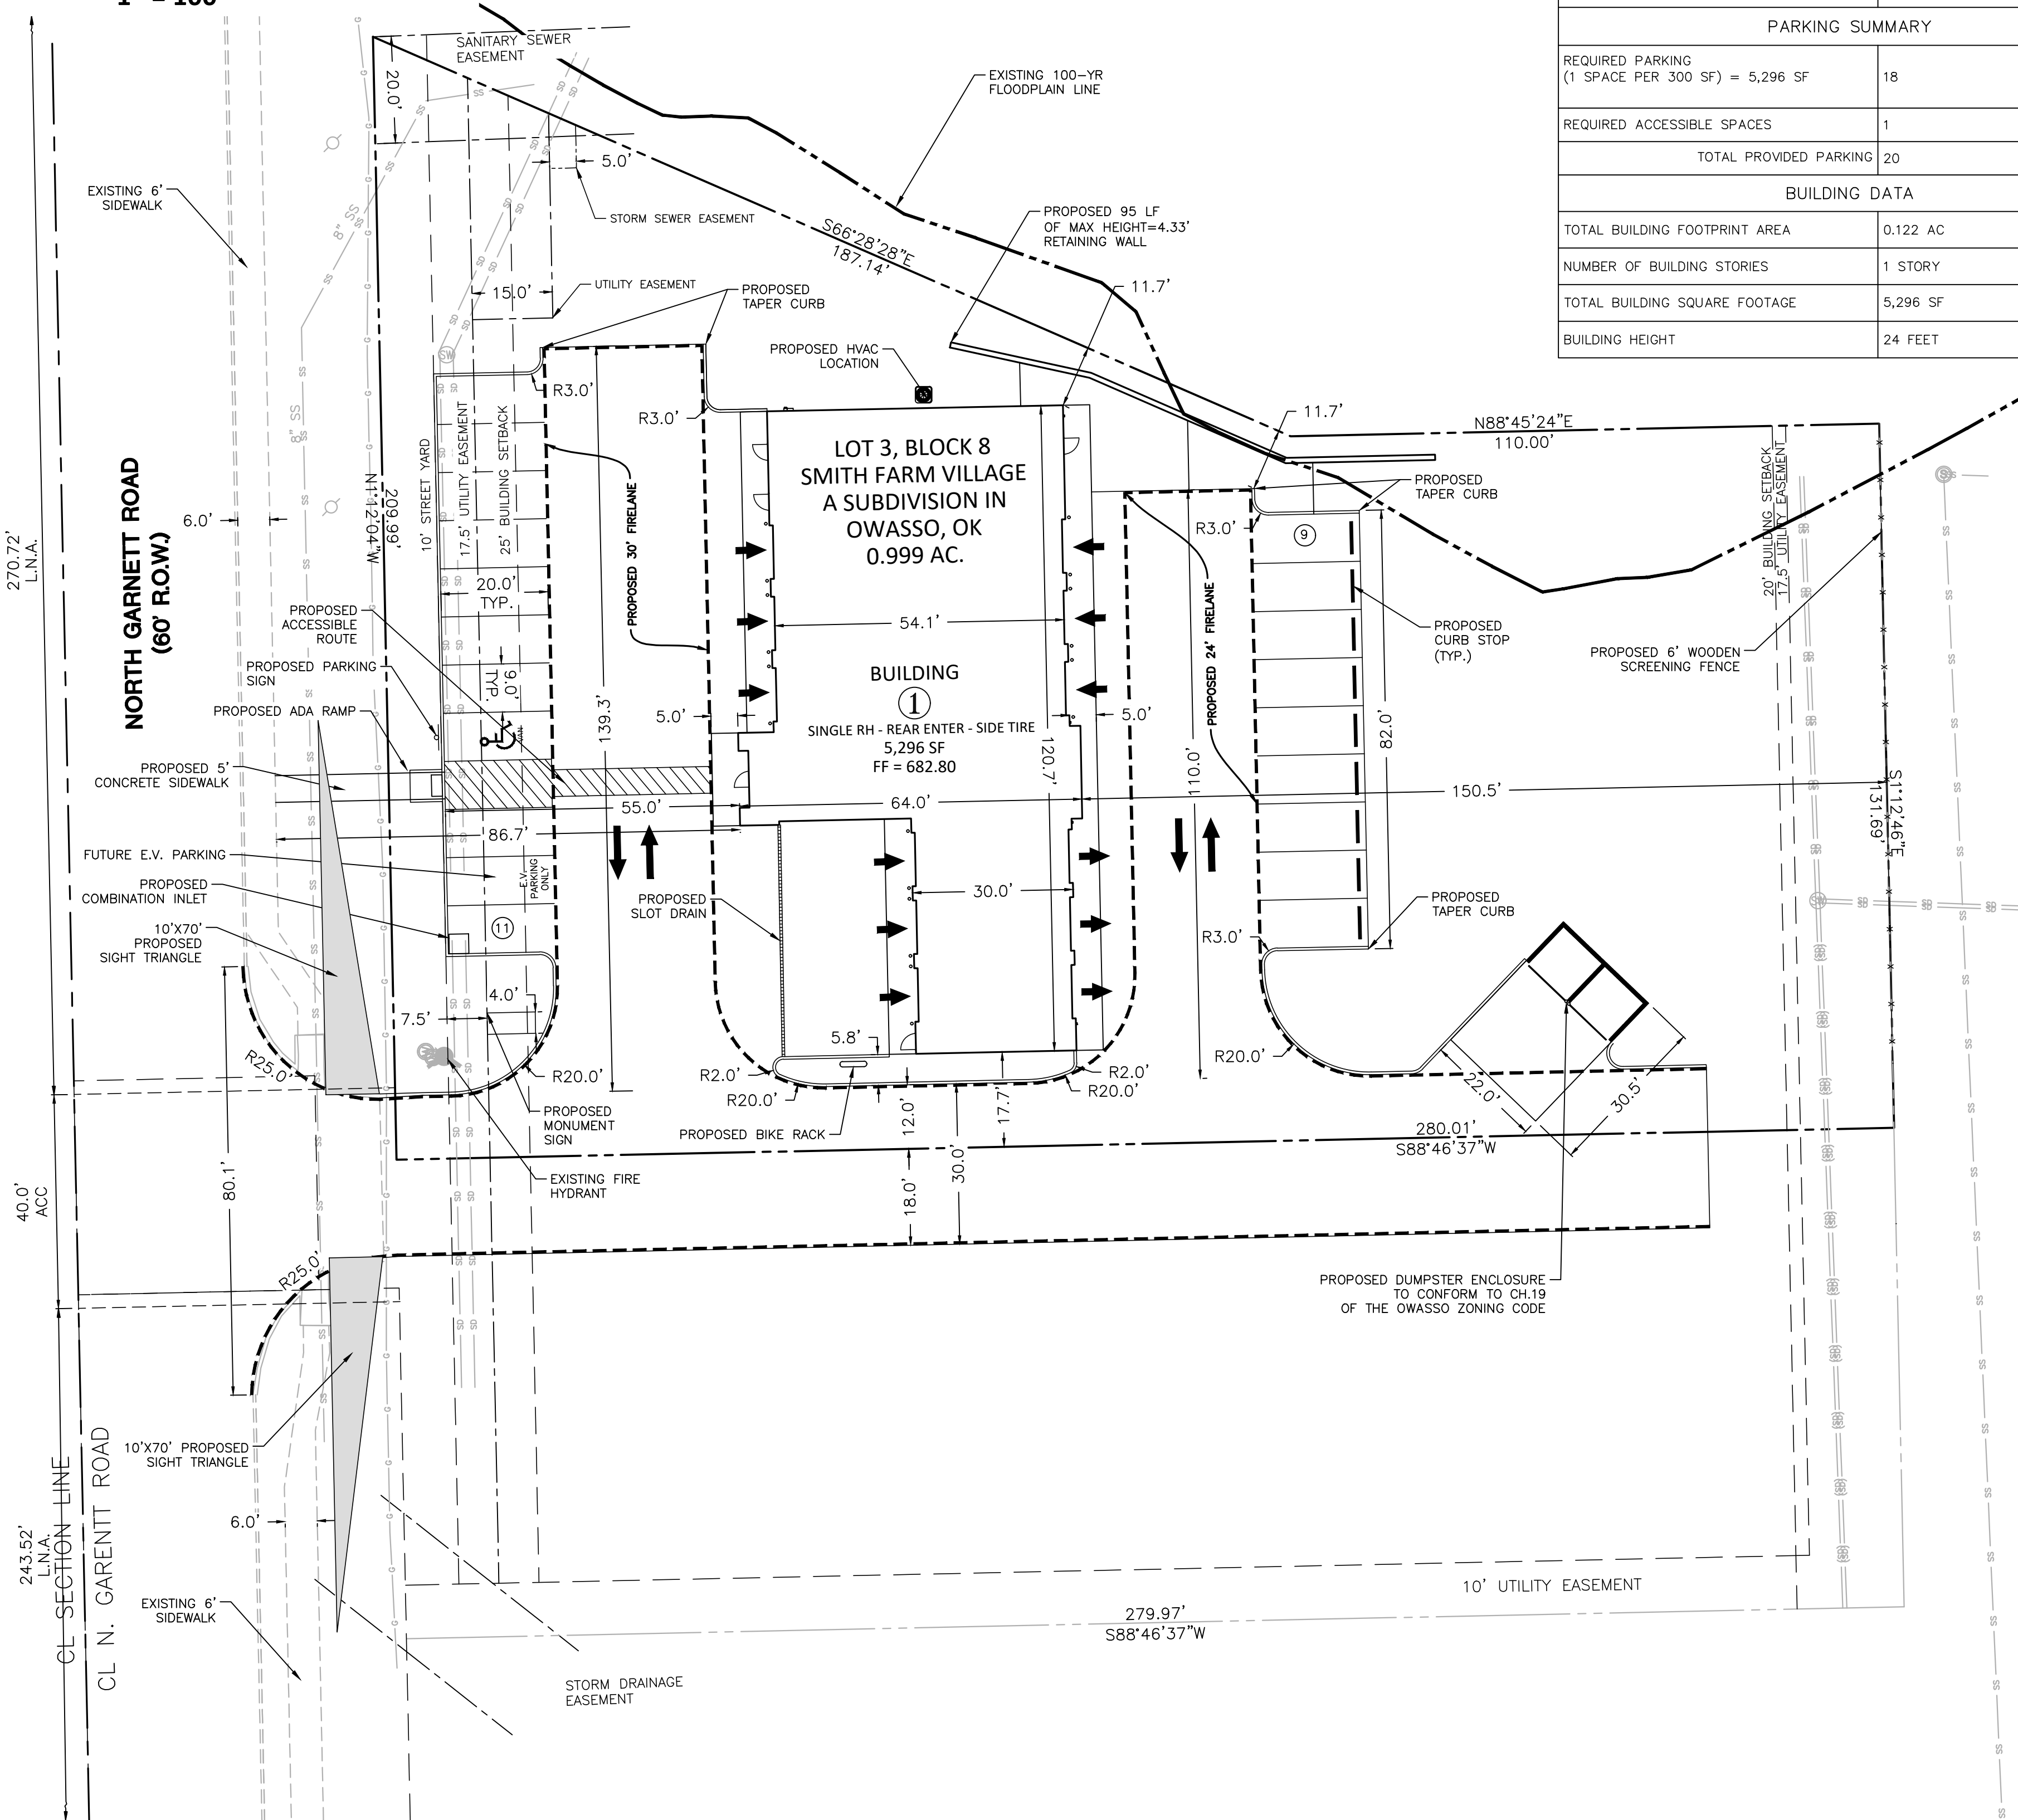 1" = 100'
PARKING SUMMARY
REQUIRED PARKING
(1 SPACE PER 300 SF) = 5,296 SF
18
REQUIRED ACCESSIBLE SPACES
1
TOTAL PROVIDED PARKING
20
BUILDING DATA
TOTAL BUILDING FOOTPRINT AREA
0.122 AC
NUMBER OF BUILDING STORIES
1 STORY
TOTAL BUILDING SQUARE FOOTAGE
5,296 SF
BUILDING HEIGHT
24 FEET
SANITARY SEWER
EASEMENT
20.0'
EXISTING 100-YR
FLOODPLAIN LINE
5.0'
EXISTING 6'
SIDEWALK
8" SS
STORM SEWER EASEMENT
PROPOSED 95 LF
OF MAX HEIGHT=4.33'
RETAINING WALL
S66°28'28"E
187.14'
15.0'
UTILITY EASEMENT
PROPOSED
TAPER CURB
11.7'
PROPOSED HVAC
LOCATION
R3.0'
R3.0'
11.7'
N88°45'24"E
110.00'
8" SS
10' STREET YARD
17.5' UTILITY EASEMENT
25' BUILDING SETBACK
LOT 3, BLOCK 8
SMITH FARM VILLAGE
A SUBDIVISION IN
OWASSO, OK
0.999 AC.
20' BUILDING SETBACK
17.5' UTILITY EASEMENT
PROPOSED
TAPER CURB
NORTH GARNETT ROAD
(60' R.O.W.)
6.0'
N1°12'04"W
209.99'
270.72'
L.N.A.
R3.0'
9
20.0'
TYP.
PROPOSED 30' FIRELANE
PROPOSED
ACCESSIBLE
ROUTE
54.1'
PROPOSED 24' FIRELANE
PROPOSED
CURB STOP
(TYP.)
PROPOSED 6' WOODEN
SCREENING FENCE
PROPOSED PARKING
SIGN
9.0'
TYP.
BUILDING
1
SINGLE RH - REAR ENTER - SIDE TIRE
5,296 SF
FF = 682.80
PROPOSED ADA RAMP
VAN
139.3'
5.0'
5.0'
120.7'
110.0'
82.0'
PROPOSED 5'
CONCRETE SIDEWALK
55.0'
64.0'
150.5'
S1°12'46"E
131.69'
86.7'
FUTURE E.V. PARKING
E.V.
PARKING
ONLY
PROPOSED
COMBINATION INLET
PROPOSED
SLOT DRAIN
30.0'
PROPOSED
TAPER CURB
10'X70'
PROPOSED
SIGHT TRIANGLE
11
R3.0'
4.0'
7.5'
5.8'
R25.0'
R20.0'
R2.0'
R20.0'
R2.0'
R20.0'
R20.0'
22.0'
30.5'
PROPOSED
MONUMENT
SIGN
PROPOSED BIKE RACK
12.0'
17.7'
280.01'
S88°46'37"W
80.1'
40.0'
ACC
EXISTING FIRE
HYDRANT
18.0'
30.0'
R25.0'
PROPOSED DUMPSTER ENCLOSURE
TO CONFORM TO CH.19
OF THE OWASSO ZONING CODE
10'X70' PROPOSED
SIGHT TRIANGLE
6.0'
243.52'
L.N.A.
CL SECTION LINE
CL N. GARENTT ROAD
EXISTING 6'
SIDEWALK
10' UTILITY EASEMENT
279.97'
S88°46'37"W
STORM DRAINAGE
EASEMENT